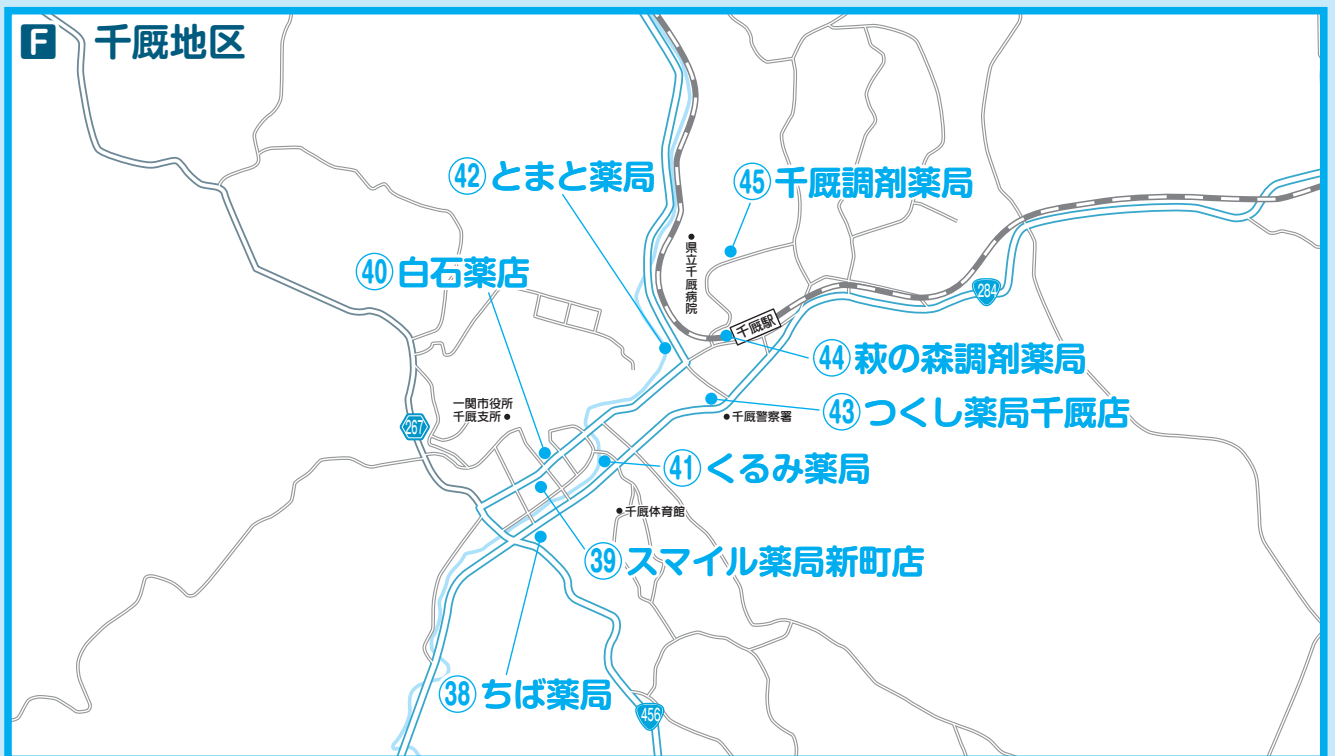 F 千厩地区
㊷とまと薬局
㊺千厩調剤薬局
県立千厩病院
㊵白石薬店
284
千厩駅
㊹萩の森調剤薬局
一関市役所
千厩支所
267
㊸つくし薬局千厩店
千厩警察署
㊶くるみ薬局
千厩体育館
㊴スマイル薬局新町店
㊳ちば薬局
456